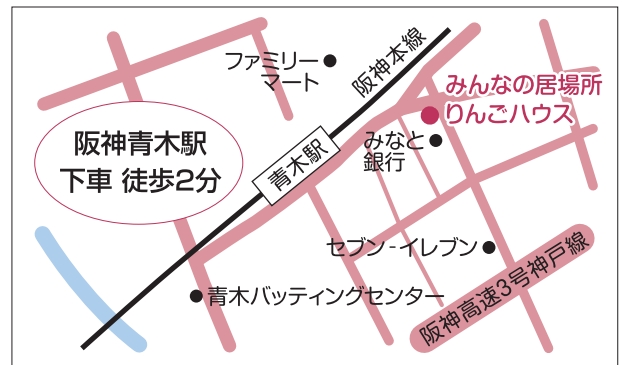 ファミリー
マート
阪神本線
みんなの居場所
りんごハウス
阪神青木駅
下車 徒歩2分
みなと
銀行
青木駅
セブン-イレブン
青木バッティングセンター
阪神高速3号神戸線